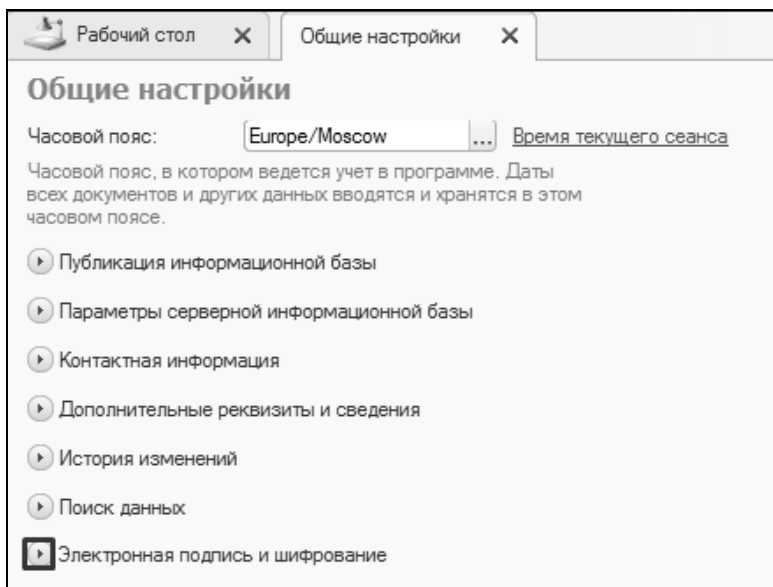 Рабочий стол
Общие настройки
Общие настройки
Часовой пояс: Europe/Moscow ... Время текущего сеанса
Часовой пояс, в котором ведется учет в программе. Даты
всех документов и других данных вводятся и хранятся в этом
часовом поясе.
Публикация информационной базы
Параметры серверной информационной базы
Контактная информация
Дополнительные реквизиты и сведения
История изменений
Поиск данных
Электронная подпись и шифрование